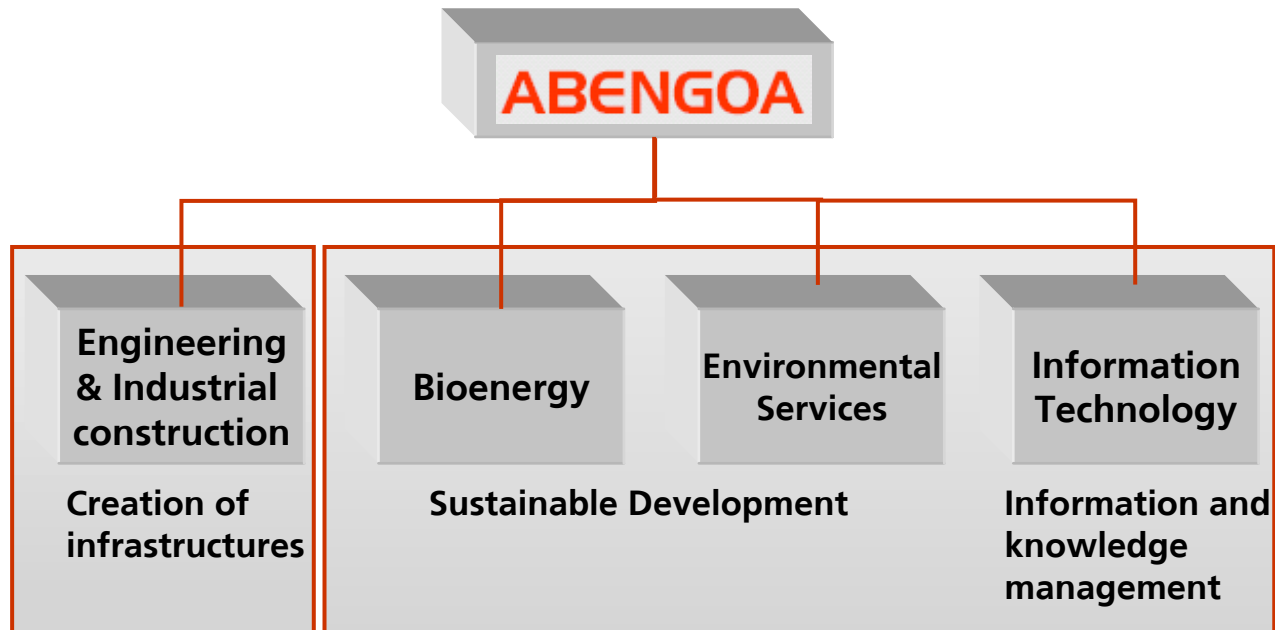 ABENGOA
Engineering
& Industrial
construction
Bioenergy
Environmental
Services
Information
Technology
Creation of
infrastructures
Sustainable Development
Information and
knowledge
management